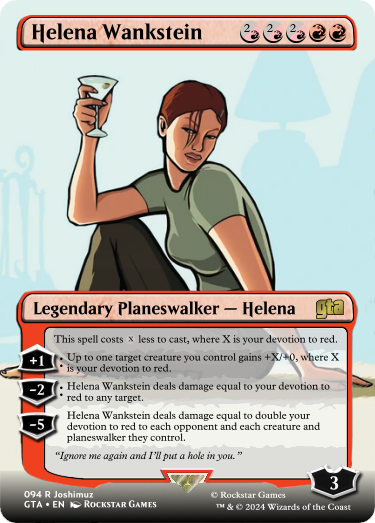 Helena Wankstein 2/R 2/R 2/R R R
Legendary Planeswalker — Helena gta
This spell costs X less to cast, where X is your devotion to red.
+1: Up to one target creature you control gains +X/+0, where X
is your devotion to red.
−2: Helena Wankstein deals damage equal to your devotion to
red to any target.
−5: Helena Wankstein deals damage equal to double your
devotion to red to each opponent and each creature and
planeswalker they control.
“Ignore me again and I’ll put a hole in you.”
3
094 R Joshimuz © Rockstar Games
GTA • EN Rockstar Games ™ & © 2024 Wizards of the Coast